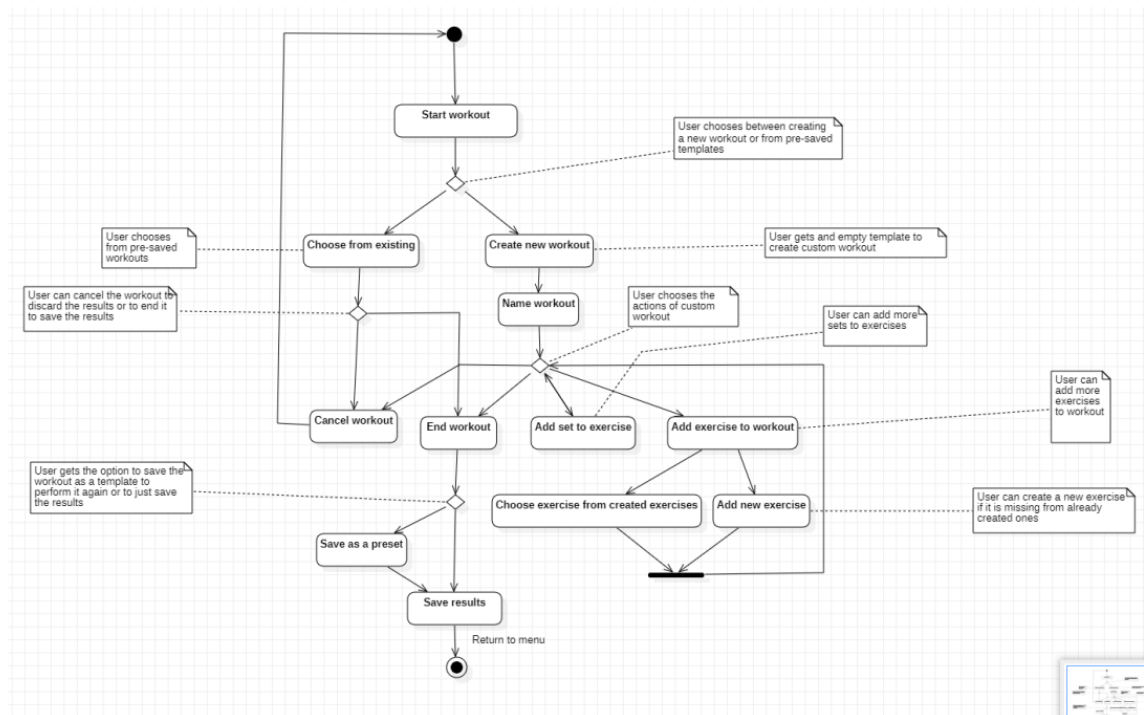 Start workout
User chooses between creating
a new workout or from pre-saved
templates
User chooses
from pre-saved
workouts
Choose from existing
Create new workout
User gets and empty template to
create custom workout
User can cancel the workout to
discard the results or to end it
to save the results
Name workout
User chooses the
actions of custom
workout
User can add more
sets to exercises
User can
add more
exercises
to workout
Cancel workout
End workout
Add set to exercise
Add exercise to workout
User gets the option to save the
workout as a template to
perform it again or to just save
the results
Choose exercise from created exercises
Add new exercise
User can create a new exercise
if it is missing from already
created ones
Save as a preset
Save results
Return to menu